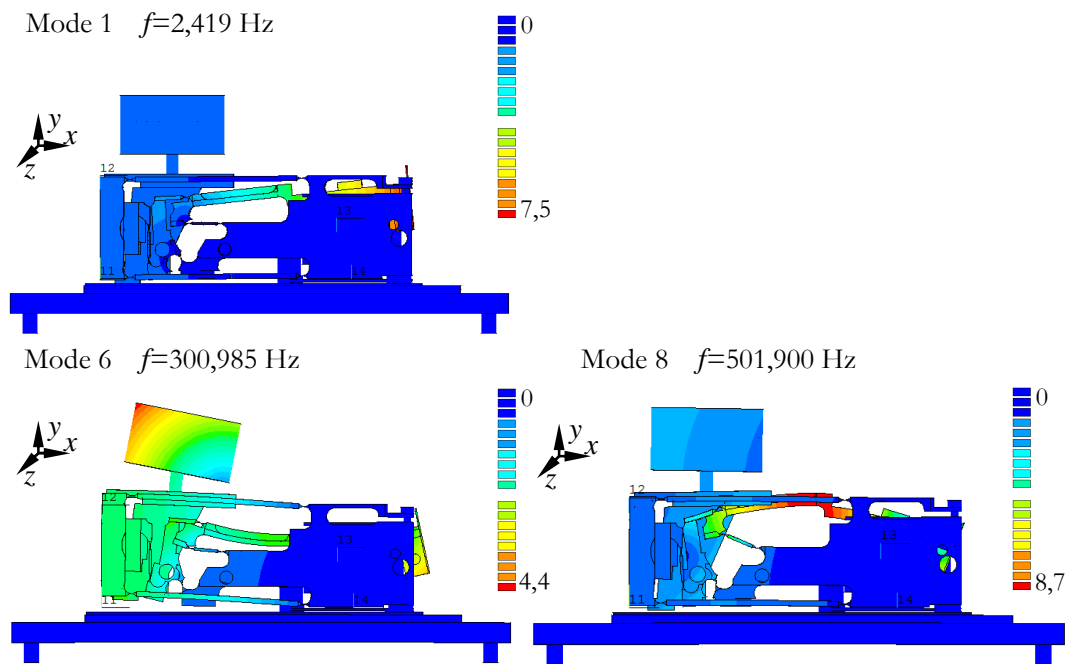 Mode 1 f=2,419 Hz
0
7,5
y
x
z
12
13
11
14
Mode 6 f=300,985 Hz
0
4,4
y
x
z
12
13
11
14
Mode 8 f=501,900 Hz
0
8,7
y
x
z
12
13
11
14